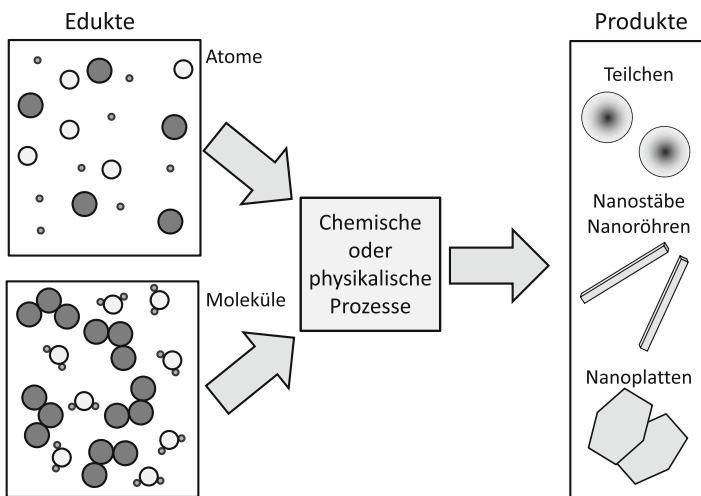 Edukte
Atome
Moleküle
Chemische
oder
physikalische
Prozesse
Produkte
Teilchen
Nanostäbe
Nanoröhren
Nanoplatten